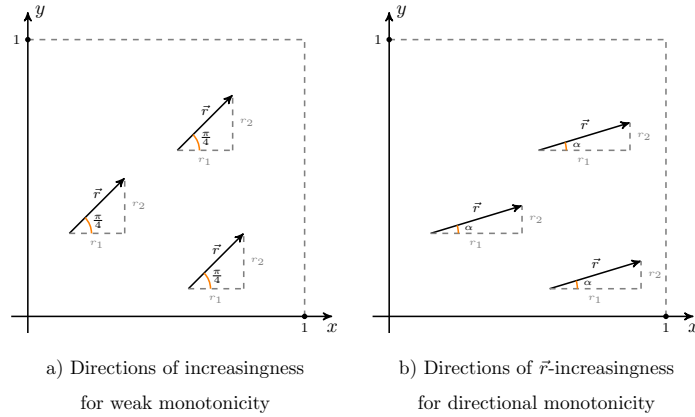 y
1
r⃗
π/4
r₂
r₁
r⃗
π/4
r₂
r₁
r⃗
π/4
r₂
r₁
1
x
a) Directions of increasingness
for weak monotonicity
y
1
r⃗
α
r₂
r₁
r⃗
α
r₂
r₁
r⃗
α
r₂
r₁
1
x
b) Directions of r⃗-increasingness
for directional monotonicity